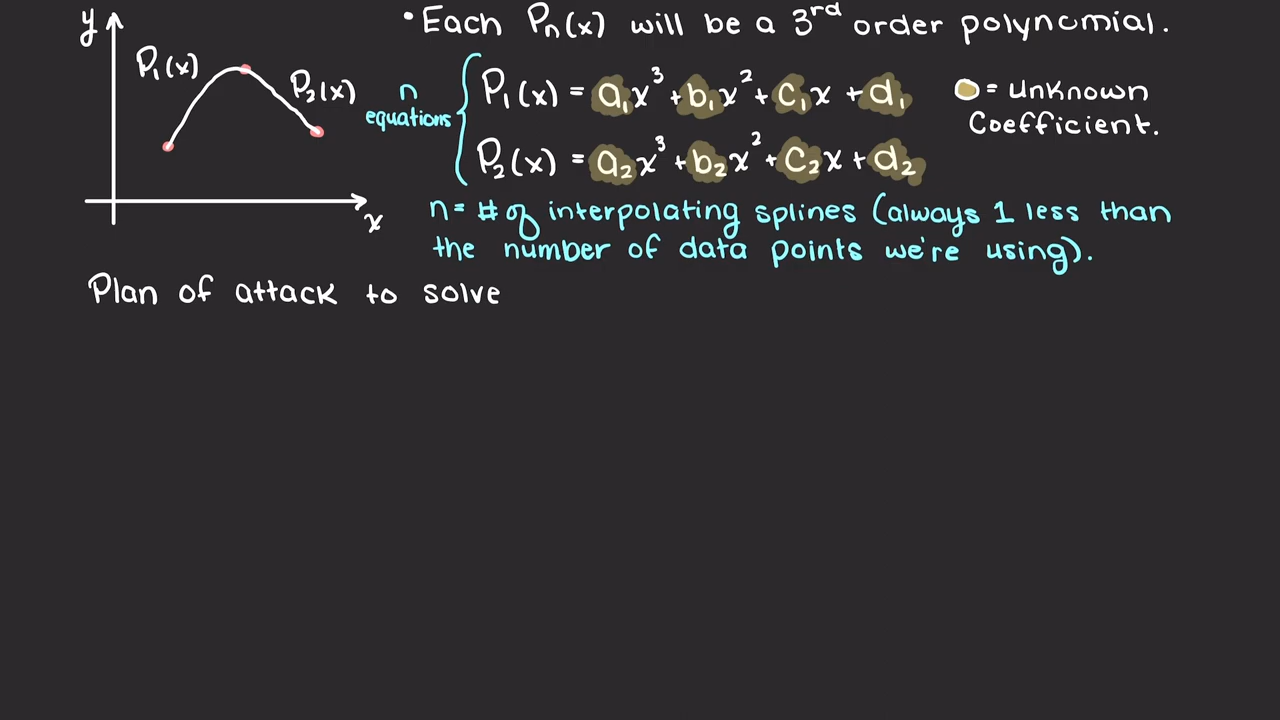 y
• Each Pₙ(x) will be a 3ʳᵈ order polynomial.
P₁(x)
P₂(x)
n
equations
P₁(x) = a₁x³ + b₁x² + c₁x + d₁
= unknown
Coefficient.
P₂(x) = a₂x³ + b₂x² + c₂x + d₂
x
n = # of interpolating splines (always 1 less than
the number of data points we're using).
Plan of attack to solve